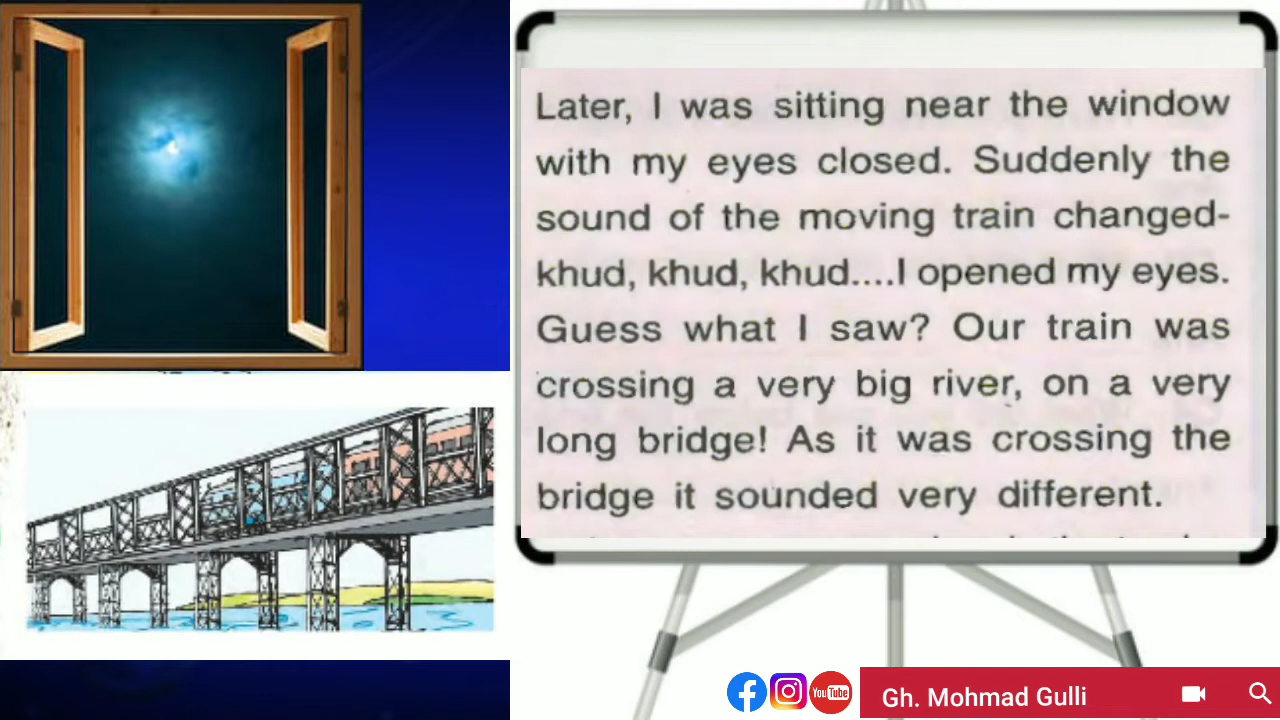 Later, I was sitting near the window
with my eyes closed. Suddenly the
sound of the moving train changed-
khud, khud, khud....I opened my eyes.
Guess what I saw? Our train was
crossing a very big river, on a very
long bridge! As it was crossing the
bridge it sounded very different.
You Tube
Gh. Mohmad Gulli